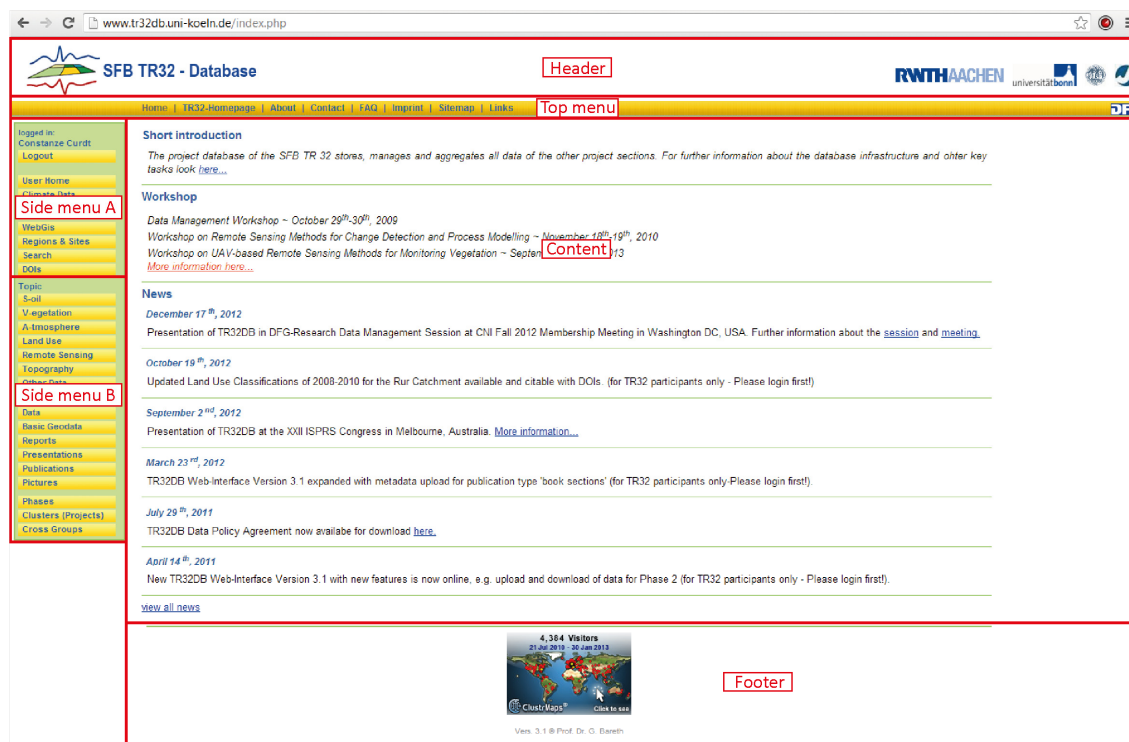 www.tr32db.uni-koeln.de/index.php
SFB TR32 - Database
Header
RWTHAACHEN
universitätbonn
Home | TR32-Homepage | About | Contact | FAQ | Imprint | Sitemap | Links
Top menu
logged in:
Constanze Curdt
Logout
User Home
Climate Data
Side menu A
WebGis
Regions & Sites
Search
DOIs
Topic
S-oil
V-egetation
A-tmosphere
Land Use
Remote Sensing
Topography
Other Data
Side menu B
Data
Basic Geodata
Reports
Presentations
Publications
Pictures
Phases
Clusters (Projects)
Cross Groups
Short introduction
The project database of the SFB TR 32 stores, manages and aggregates all data of the other project sections. For further information about the database infrastructure and ohter key
tasks look here...
Workshop
Data Management Workshop ~ October 29th-30th, 2009
Workshop on Remote Sensing Methods for Change Detection and Process Modelling ~ November 18th-19th, 2010
Workshop on UAV-based Remote Sensing Methods for Monitoring Vegetation ~ Septem 13
Content
More information here...
News
December 17 th, 2012
Presentation of TR32DB in DFG-Research Data Management Session at CNI Fall 2012 Membership Meeting in Washington DC, USA. Further information about the session and meeting.
October 19 th, 2012
Updated Land Use Classifications of 2008-2010 for the Rur Catchment available and citable with DOIs. (for TR32 participants only - Please login first!)
September 2 nd, 2012
Presentation of TR32DB at the XXII ISPRS Congress in Melbourne, Australia. More information...
March 23 rd, 2012
TR32DB Web-Interface Version 3.1 expanded with metadata upload for publication type 'book sections' (for TR32 participants only-Please login first!).
July 29 th, 2011
TR32DB Data Policy Agreement now availabe for download here.
April 14 th, 2011
New TR32DB Web-Interface Version 3.1 with new features is now online, e.g. upload and download of data for Phase 2 (for TR32 participants only - Please login first!).
view all news
4,384 Visitors
21 Jul 2010 - 30 Jan 2013
ClustrMaps®
Click to see
Footer
Vers. 3.1 © Prof. Dr. G. Bareth